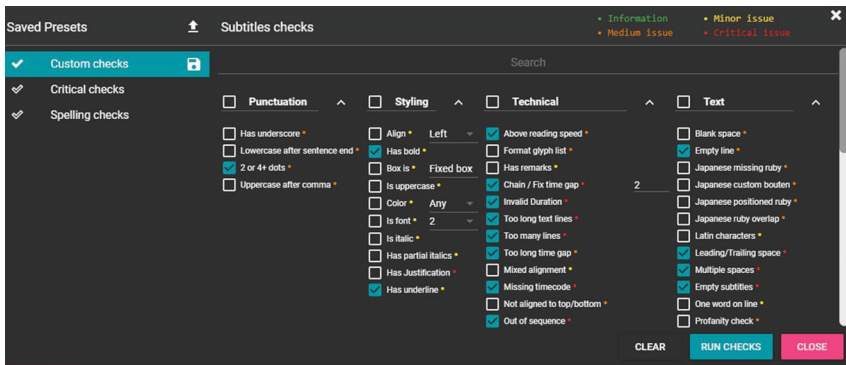 Saved Presets
Subtitles checks
• Information • Minor issue
• Medium issue • Critical issue
Custom checks
Critical checks
Spelling checks
Search
Punctuation
Has underscore •
Lowercase after sentence end •
2 or 4+ dots •
Uppercase after comma •
Styling
Align • Left
Has bold •
Box is • Fixed box
Is uppercase •
Color • Any
Is font • 2
Is italic •
Has partial italics •
Has Justification •
Has underline •
Technical
Above reading speed •
Format glyph list •
Has remarks •
Chain / Fix time gap • 2
Invalid Duration •
Too long text lines •
Too many lines •
Too long time gap •
Mixed alignment •
Missing timecode •
Not aligned to top/bottom •
Out of sequence •
Text
Blank space •
Empty line •
Japanese missing ruby •
Japanese custom bouten •
Japanese positioned ruby •
Japanese ruby overlap •
Latin characters •
Leading/Trailing space •
Multiple spaces •
Empty subtitles •
One word on line •
Profanity check •
CLEAR RUN CHECKS CLOSE